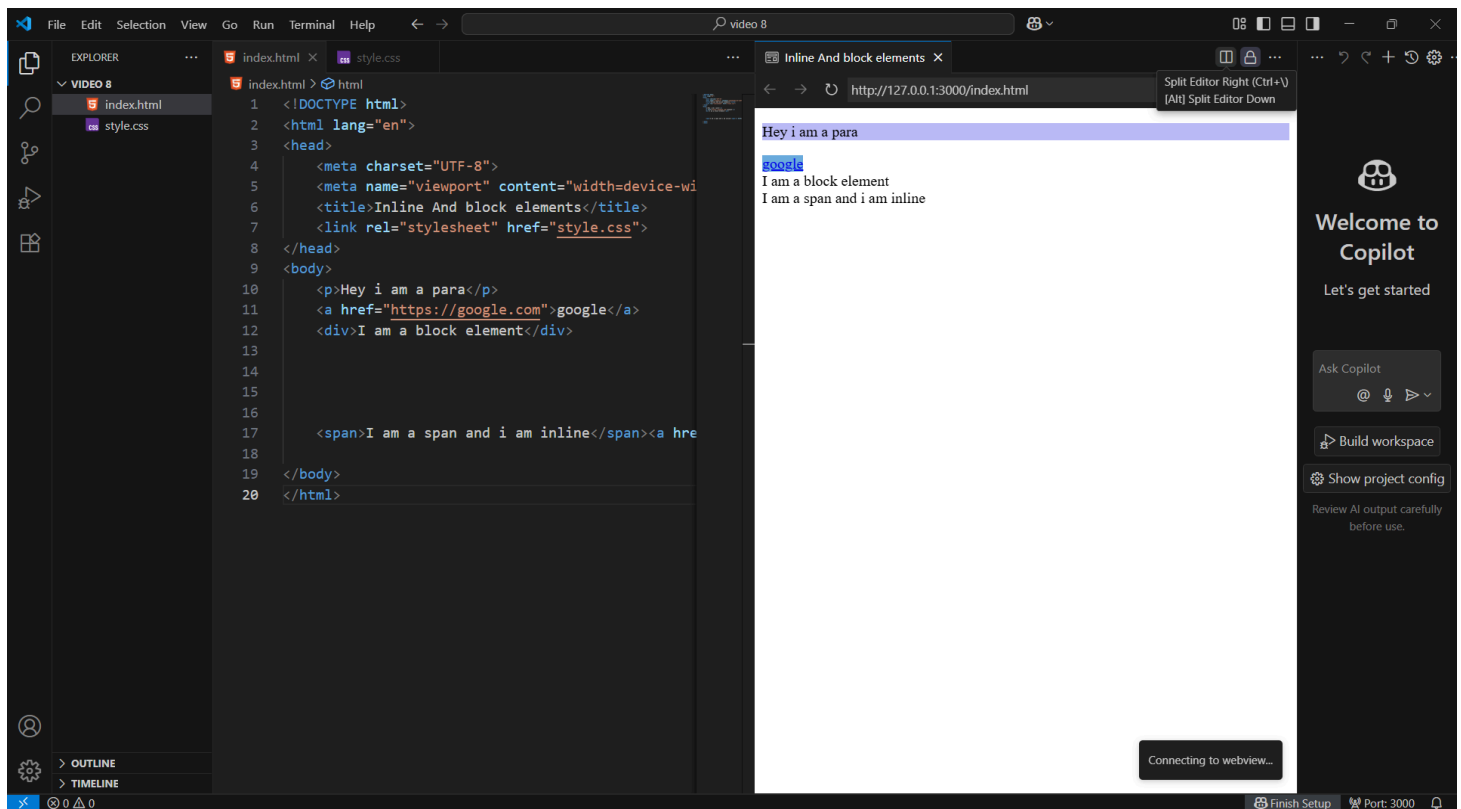 File Edit Selection View Go Run Terminal Help
video 8
EXPLORER
VIDEO 8
index.html
style.css
OUTLINE
TIMELINE
index.html
style.css
index.html > html
1 <!DOCTYPE html>
2 <html lang="en">
3 <head>
4 <meta charset="UTF-8">
5 <meta name="viewport" content="width=device-wi
6 <title>Inline And block elements</title>
7 <link rel="stylesheet" href="style.css">
8 </head>
9 <body>
10 <p>Hey i am a para</p>
11 <a href="https://google.com">google</a>
12 <div>I am a block element</div>
13
14
15
16
17 <span>I am a span and i am inline</span><a hre
18
19 </body>
20 </html>
Inline And block elements
http://127.0.0.1:3000/index.html
Split Editor Right (Ctrl+\)
[Alt] Split Editor Down
Hey i am a para
google
I am a block element
I am a span and i am inline
Connecting to webview...
Welcome to
Copilot
Let's get started
Ask Copilot
Build workspace
Show project config
Review AI output carefully
before use.
0 0
Finish Setup
Port: 3000